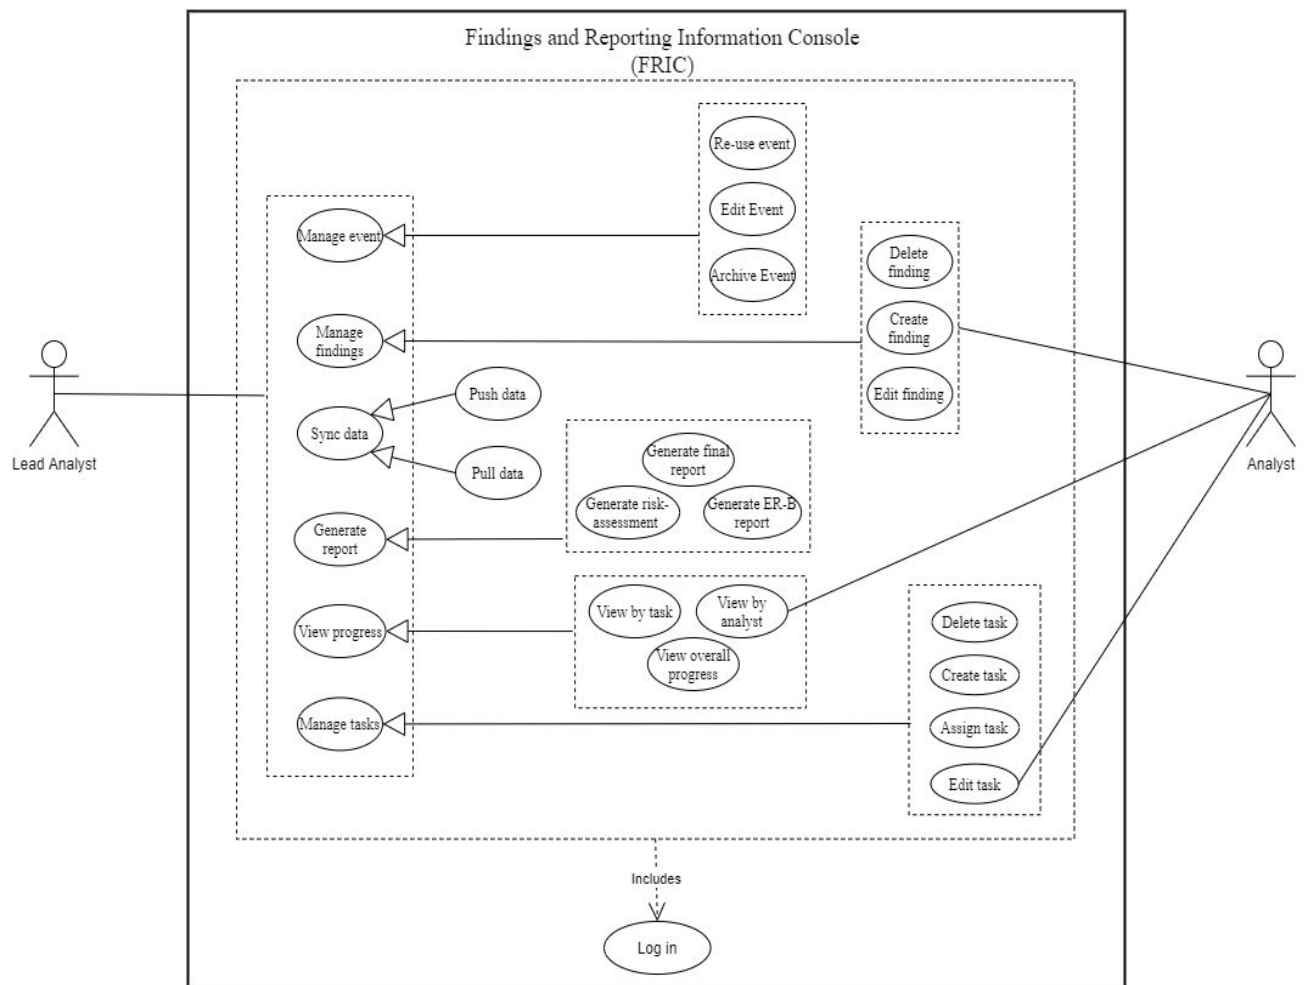 Findings and Reporting Information Console
(FRIC)
Re-use event
Manage event
Edit Event
Archive Event
Delete
finding
Manage
findings
Create
finding
Push data
Edit finding
Sync data
Lead Analyst
Analyst
Pull data
Generate final
report
Generate risk-
assessment
Generate ER-B
report
Generate
report
View progress
View by task
View by
analyst
View overall
progress
Delete task
Create task
Manage tasks
Assign task
Edit task
Includes
Log in